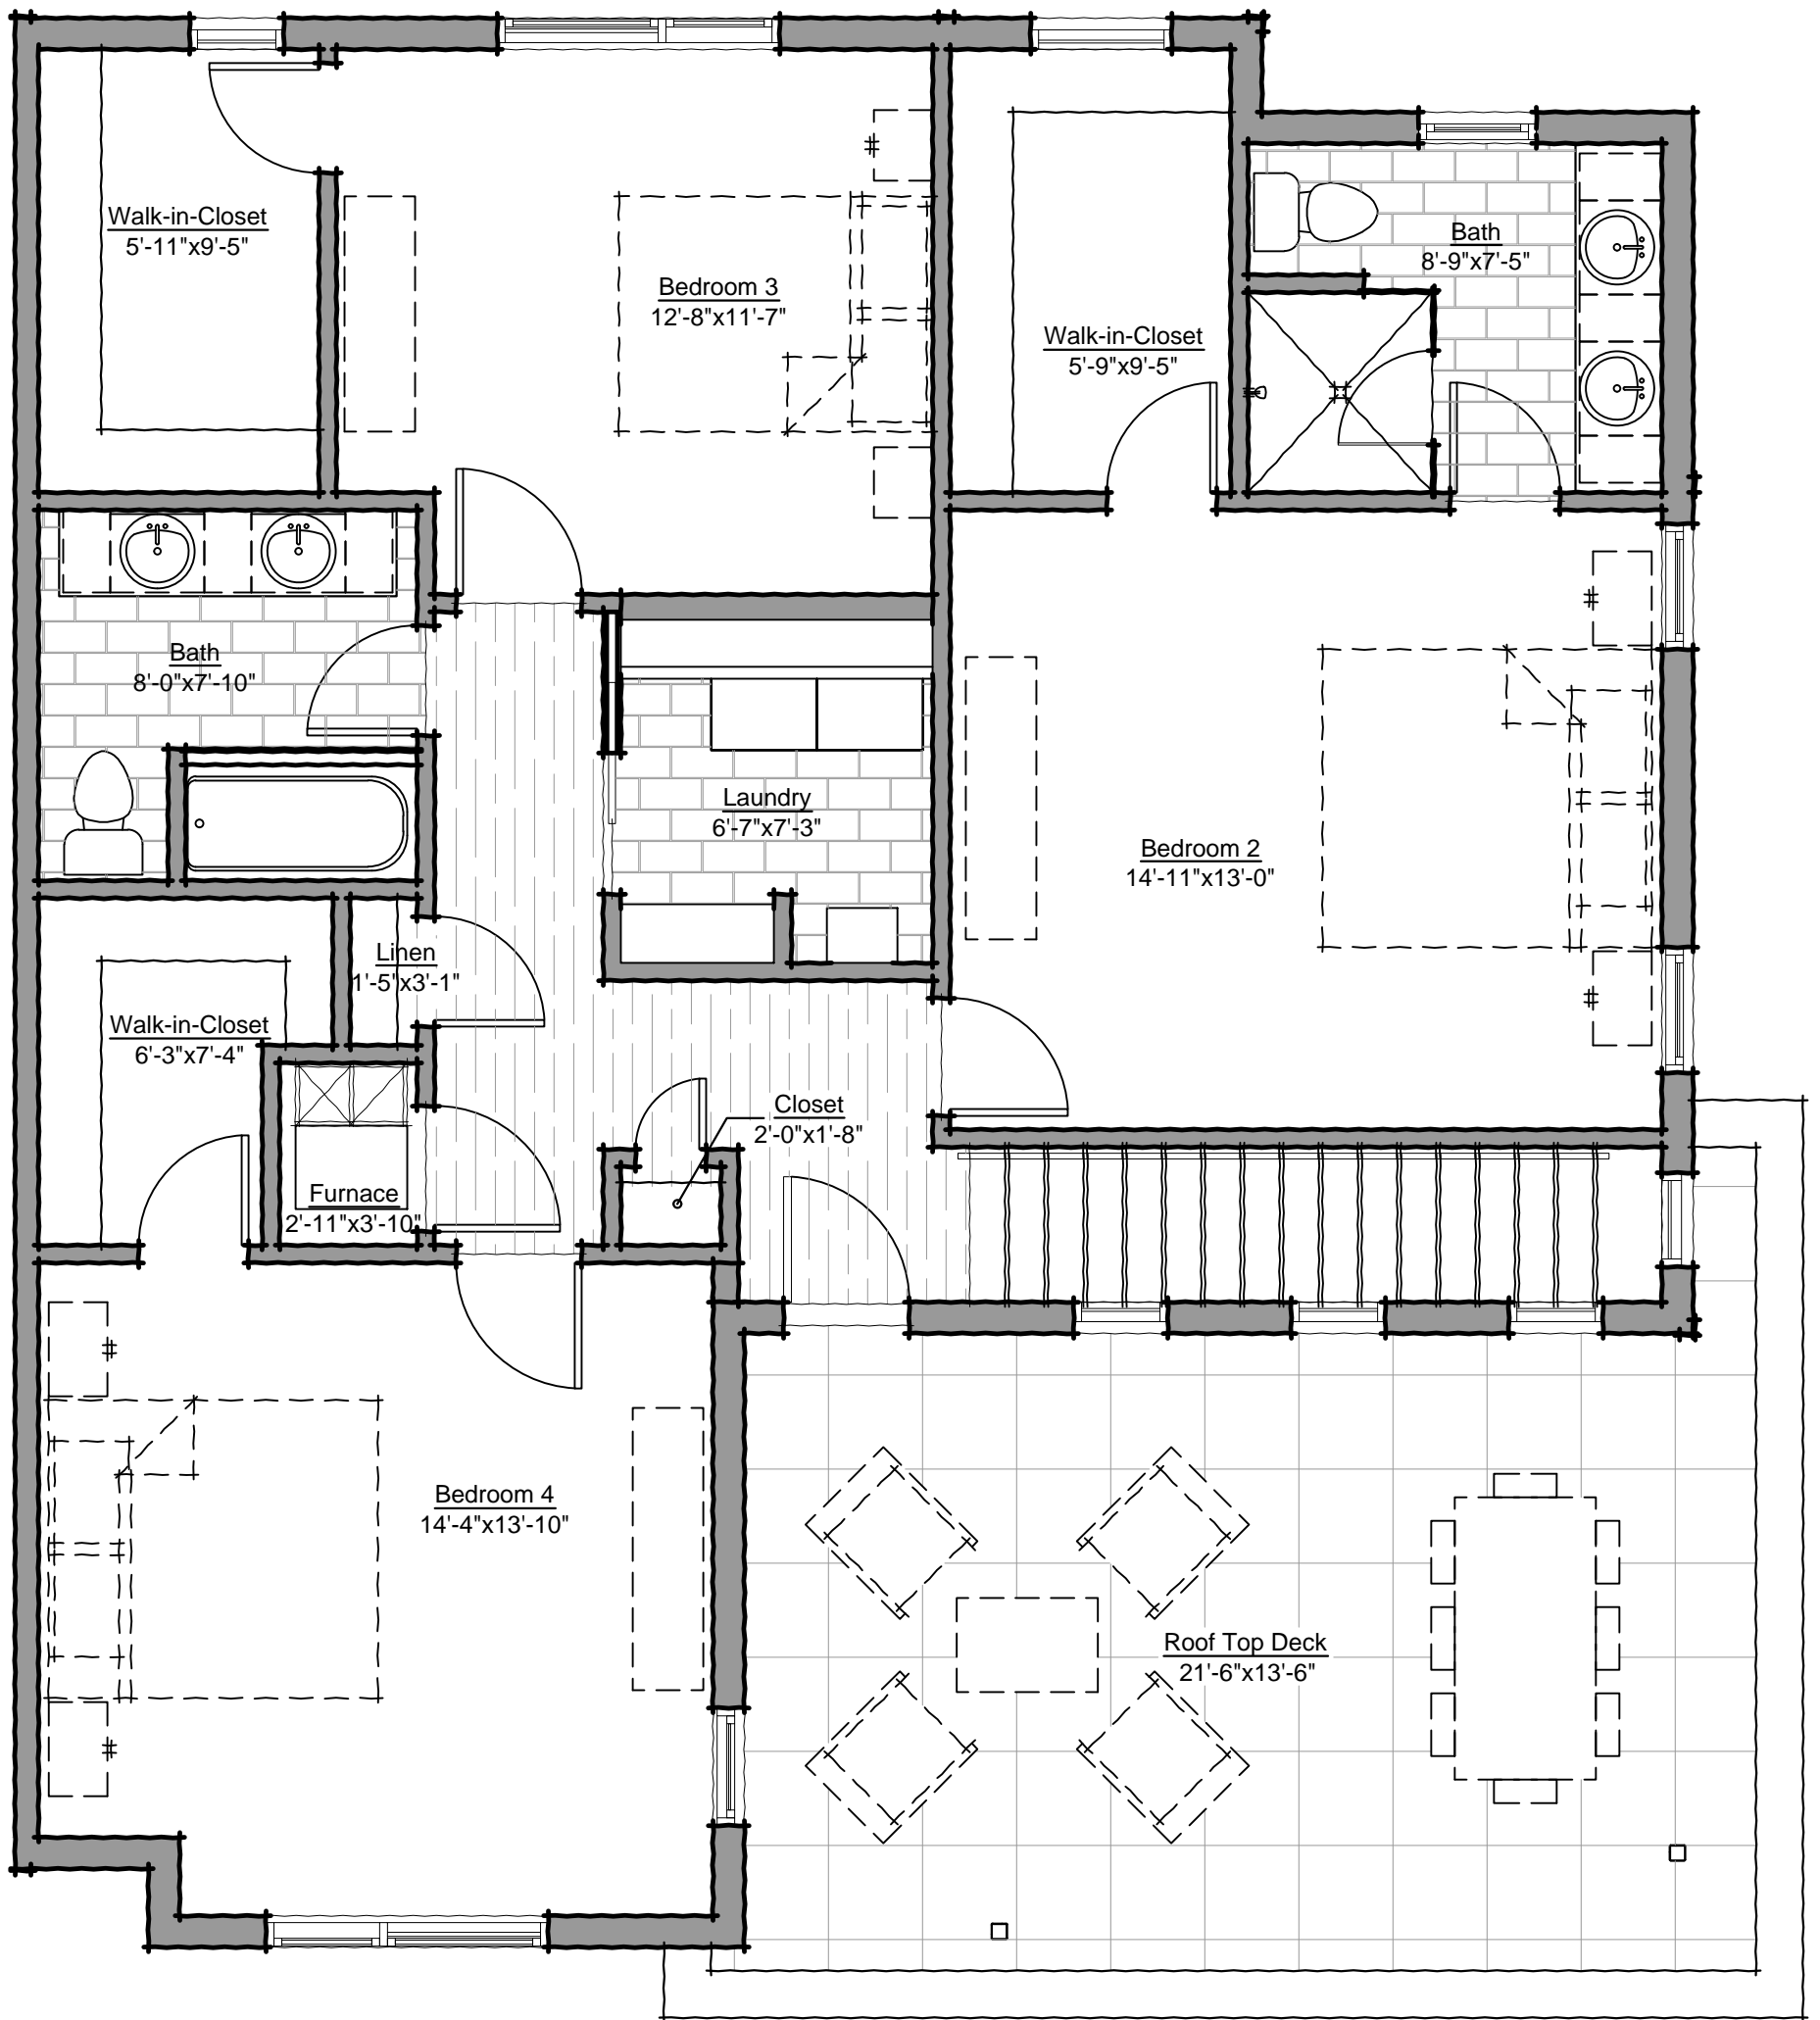 Walk-in-Closet
5'-11"x9'-5"
Bedroom 3
12'-8"x11'-7"
Walk-in-Closet
5'-9"x9'-5"
Bath
8'-9"x7'-5"
Bath
8'-0"x7'-10"
Laundry
6'-7"x7'-3"
Bedroom 2
14'-11"x13'-0"
Linen
1'-5"x3'-1"
Walk-in-Closet
6'-3"x7'-4"
Closet
2'-0"x1'-8"
Furnace
2'-11"x3'-10"
Bedroom 4
14'-4"x13'-10"
Roof Top Deck
21'-6"x13'-6"